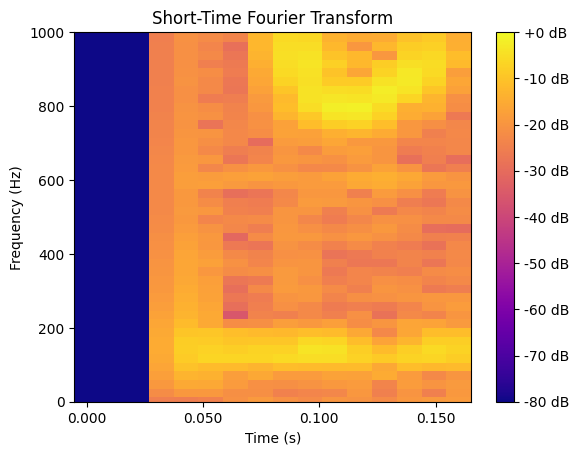 Short-Time Fourier Transform
1000
800
600
400
200
0
Frequency (Hz)
0.000
0.050
0.100
0.150
Time (s)
+0 dB
-10 dB
-20 dB
-30 dB
-40 dB
-50 dB
-60 dB
-70 dB
-80 dB